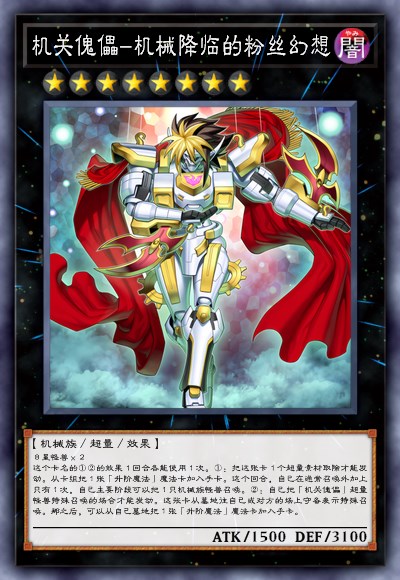 机关傀儡-机械降临的粉丝幻想
闇
やみ
【机械族／超量／效果】
8星怪兽×2
这个卡名的①②的效果1回合各能使用1次。①：把这张卡1个超量素材取除才能发
动。从卡组把1张「升阶魔法」魔法卡加入手卡。这个回合，自己在通常召唤外加上
只有1次，自己主要阶段可以把1只机械族怪兽召唤。②：自己把「机关傀儡」超量
怪兽特殊召唤的场合才能发动。这张卡从墓地往自己或对方的场上守备表示特殊召
唤。那之后，可以从自己墓地把1张「升阶魔法」魔法卡加入手卡。
ATK/1500 DEF/3100